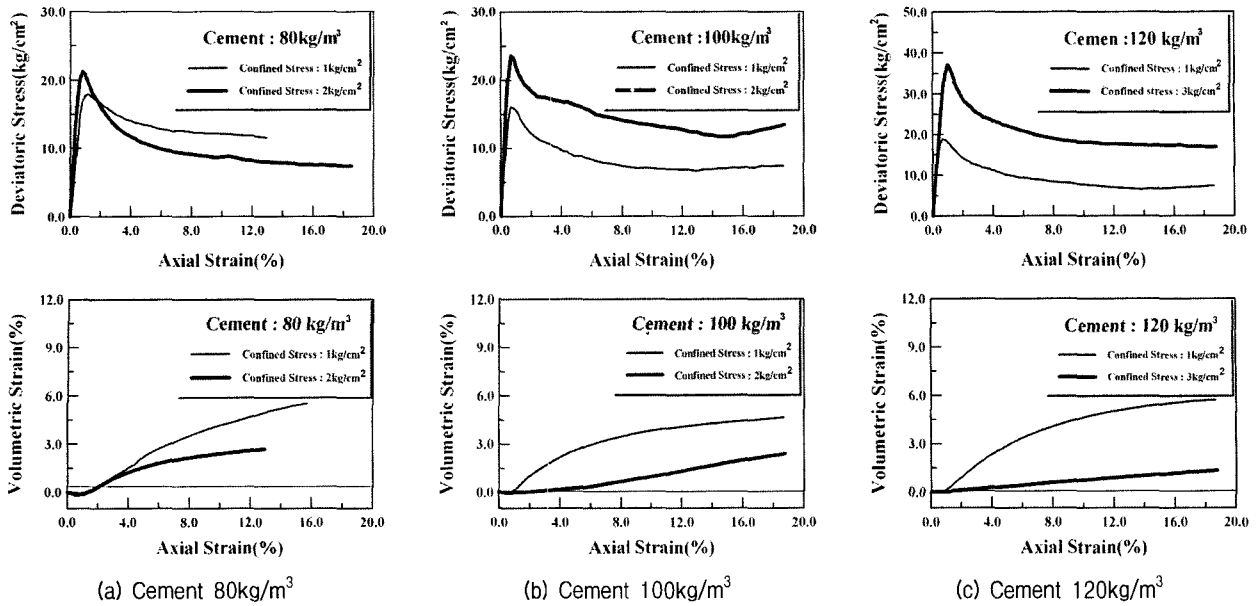 30.0
20.0
10.0
0.0
Deviatoric Stress(kg/cm²)
Cement : 80kg/m³
Confined Stress : 1kg/cm²
Confined Stress : 2kg/cm²
0.0 4.0 8.0 12.0 16.0 20.0
Axial Strain(%)
30.0
20.0
10.0
0.0
Deviatoric Stress(kg/cm²)
Cement :100kg/m³
Confined Stress : 1kg/cm²
Confined Stress : 2kg/cm²
0.0 4.0 8.0 12.0 16.0 20.0
Axial Strain(%)
50.0
40.0
30.0
20.0
10.0
0.0
Deviatoric Stress(kg/cm²)
Cemen :120 kg/m³
Confined Stress : 1kg/cm²
Confined stress : 3kg/cm²
0.0 4.0 8.0 12.0 16.0 20.0
Axial Strain(%)
12.0
9.0
6.0
3.0
0.0
Volumetric Strain(%)
Cement : 80 kg/m³
Confined Stress : 1kg/cm²
Confined Stress : 2kg/cm²
0.0 4.0 8.0 12.0 16.0 20.0
Axial Strain(%)
12.0
9.0
6.0
3.0
0.0
Volumetric Strain(%)
Cement : 100 kg/m³
Confined Stress : 1kg/cm²
Confined Stress : 2kg/cm²
0.0 4.0 8.0 12.0 16.0 20.0
Axial Strain(%)
12.0
9.0
6.0
3.0
0.0
Volumetric Strain(%)
Cement : 120 kg/m³
Confined Stress : 1kg/cm²
Confined Stress : 3kg/cm²
0.0 4.0 8.0 12.0 16.0 20.0
Axial Strain(%)
(a) Cement 80kg/m³
(b) Cement 100kg/m³
(c) Cement 120kg/m³